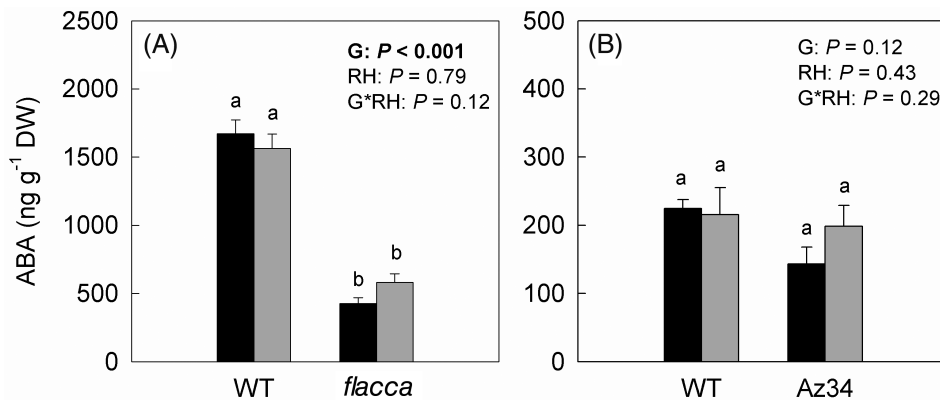 (A)
G: P < 0.001
RH: P = 0.79
G*RH: P = 0.12
2500
2000
1500
1000
500
0
ABA (ng g⁻¹ DW)
a a
b b
WT flacca
(B)
G: P = 0.12
RH: P = 0.43
G*RH: P = 0.29
500
400
300
200
100
0
a a
a a
WT Az34